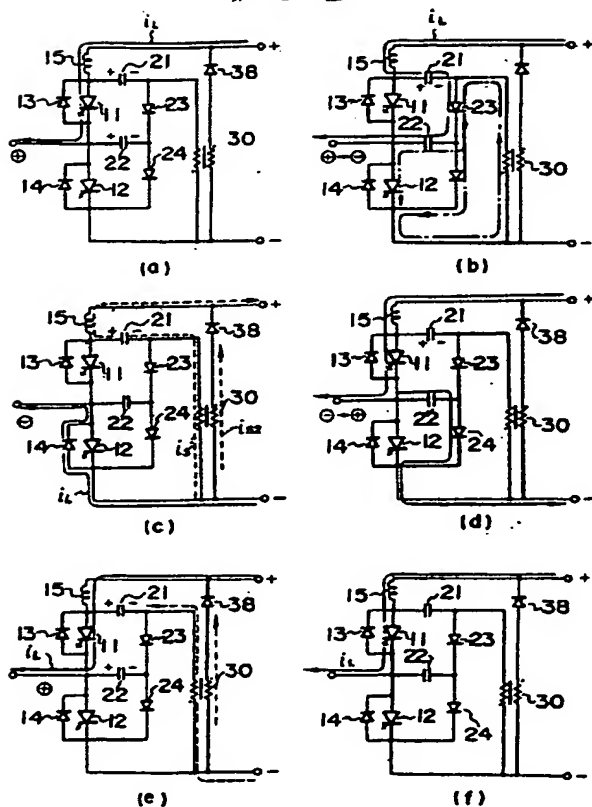 iL
15 21 +
+ −
38
13 11 23
+ − 30
⊕ 22 24
14 12
−
(a)
iL
15 21 +
+ −
13 11 23
22
⊕→⊖ 24
14 12 30
−
(b)
15 21 +
+ −
38
13 11 23
22 24 30
⊖
14 12 iS iS2
iL −
(c)
15 21 +
+ −
38
13 11 23
22
⊖→⊕ 24
14 12 30
−
(d)
15 21 +
+ −
38
13 11 23
iL + − 30
⊕ 22 24
14 12
−
(e)
15 21 +
38
13 11 23
iL 22
14 12 24 30
−
(f)